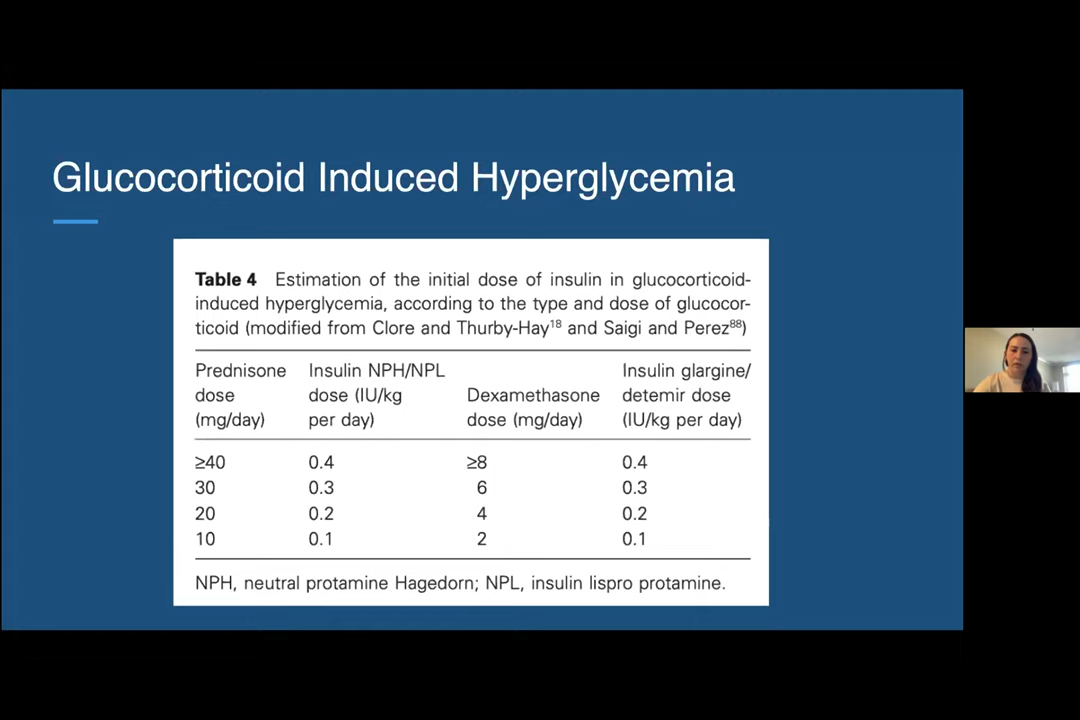 Glucocorticoid Induced Hyperglycemia
Table 4 Estimation of the initial dose of insulin in glucocorticoid-
induced hyperglycemia, according to the type and dose of glucocor-
ticoid (modified from Clore and Thurby-Hay18 and Saigi and Perez88)
Prednisone dose (mg/day) Insulin NPH/NPL dose (IU/kg per day) Dexamethasone dose (mg/day) Insulin glargine/ detemir dose (IU/kg per day)
≥40 0.4 ≥8 0.4
30 0.3 6 0.3
20 0.2 4 0.2
10 0.1 2 0.1
NPH, neutral protamine Hagedorn; NPL, insulin lispro protamine.